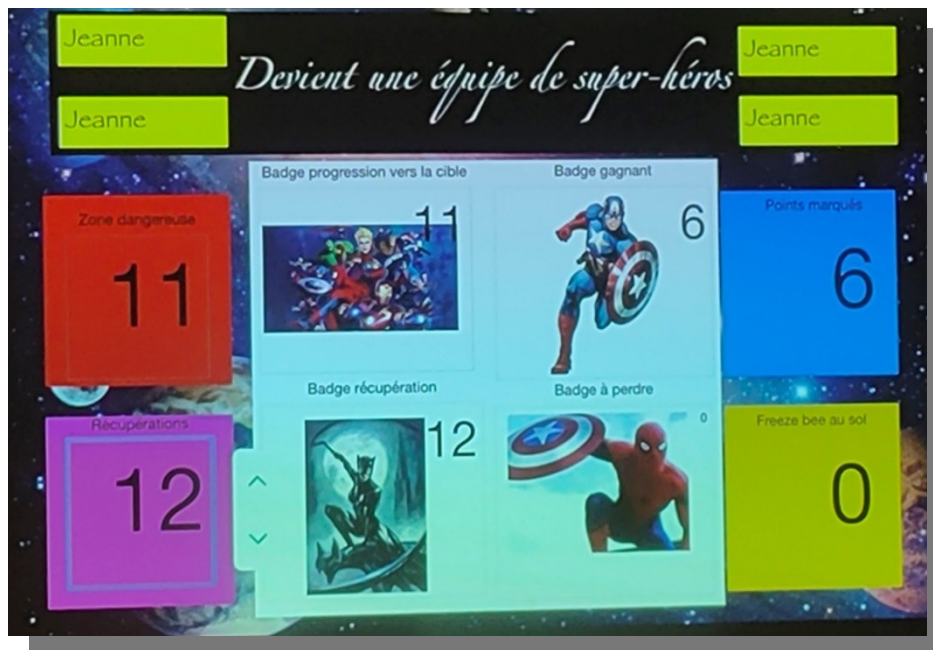 Jeanne
Jeanne
Devient une équipe de super-héros
Jeanne
Jeanne
Zone dangereuse
11
Récupérations
12
Badge progression vers la cible
11
Badge gagnant
6
Badge récupération
12
Badge à perdre
0
Points marqués
6
Freeze bee au sol
0